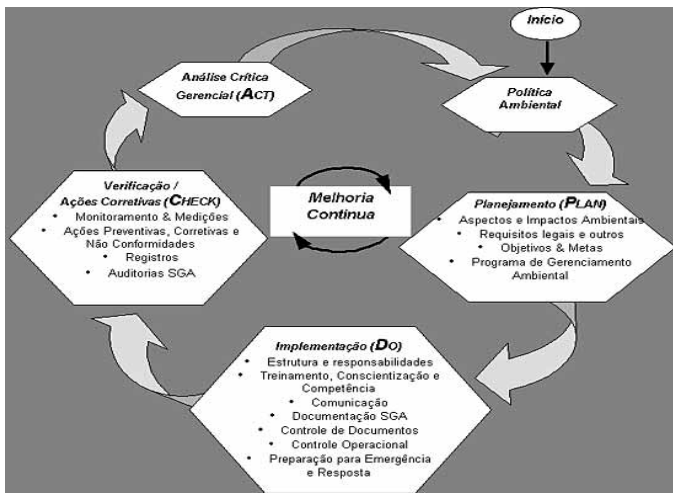 Início
Política
Ambiental
Planejamento (PLAN)
• Aspectos e Impactos Ambientais
• Requisitos legais e outros
• Objetivos & Metas
• Programa de Gerenciamento
Ambiental
Implementação (DO)
• Estrutura e responsabilidades
• Treinamento, Conscientização e
Competência
• Comunicação
• Documentação SGA
• Controle de Documentos
• Controle Operacional
• Preparação para Emergência
e Resposta
Verificação /
Ações Corretivas (CHECK)
• Monitoramento & Medições
• Ações Preventivas, Corretivas e
Não Conformidades
• Registros
• Auditorias SGA
Análise Crítica
Gerencial (ACT)
Melhoria
Contínua